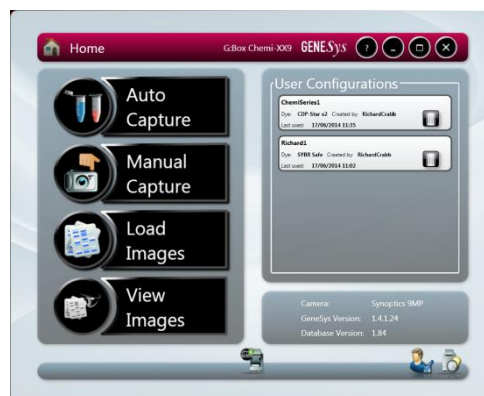 Home
G:Box Chemi-XX9 GENESys ?
Auto
Capture
Manual
Capture
Load
Images
View
Images
User Configurations
ChemiSeries1
Dye: CDP-Star x2 Created by: RichardCrabb
Last used: 17/06/2014 11:35
Richard1
Dye: SYBR Safe Created by: RichardCrabb
Last used: 17/06/2014 11:02
Camera: Synoptics 9MP
GeneSys Version: 1.4.1.24
Database Version: 1.84